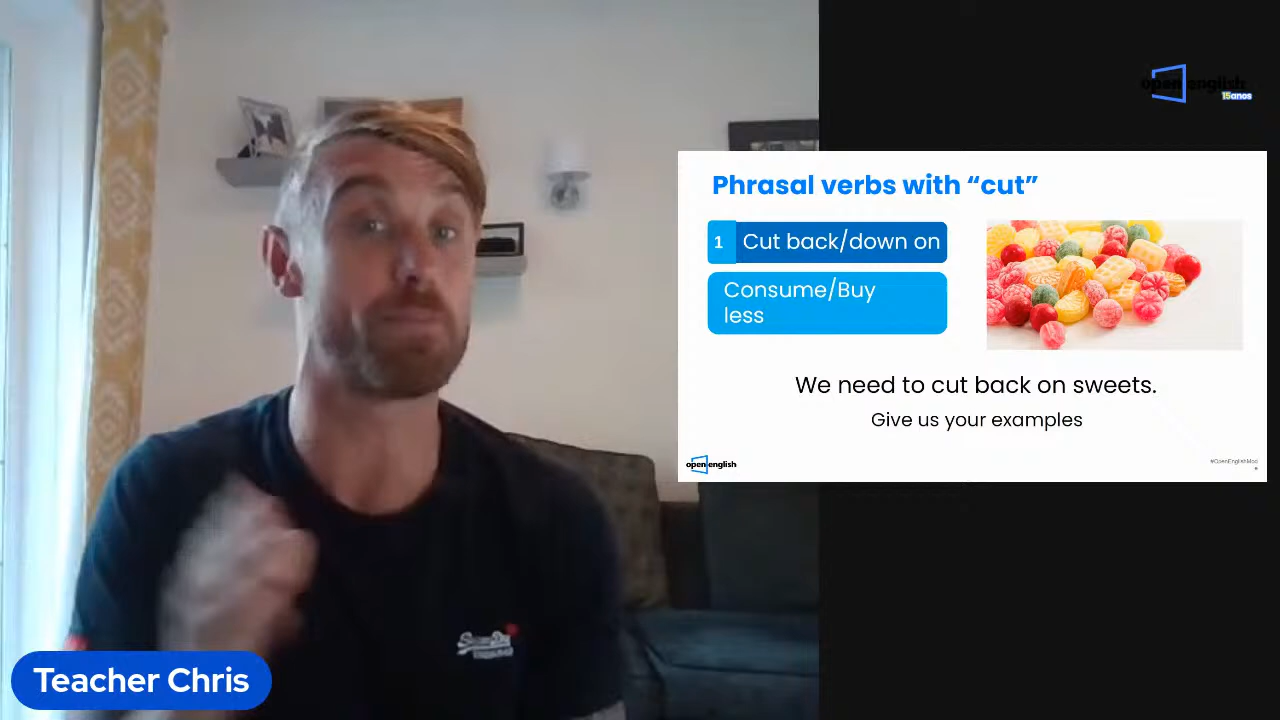 open english
15anos
Phrasal verbs with “cut”
1 Cut back/down on
Consume/Buy
less
We need to cut back on sweets.
Give us your examples
open english
#OpenEnglishMod
e
Teacher Chris